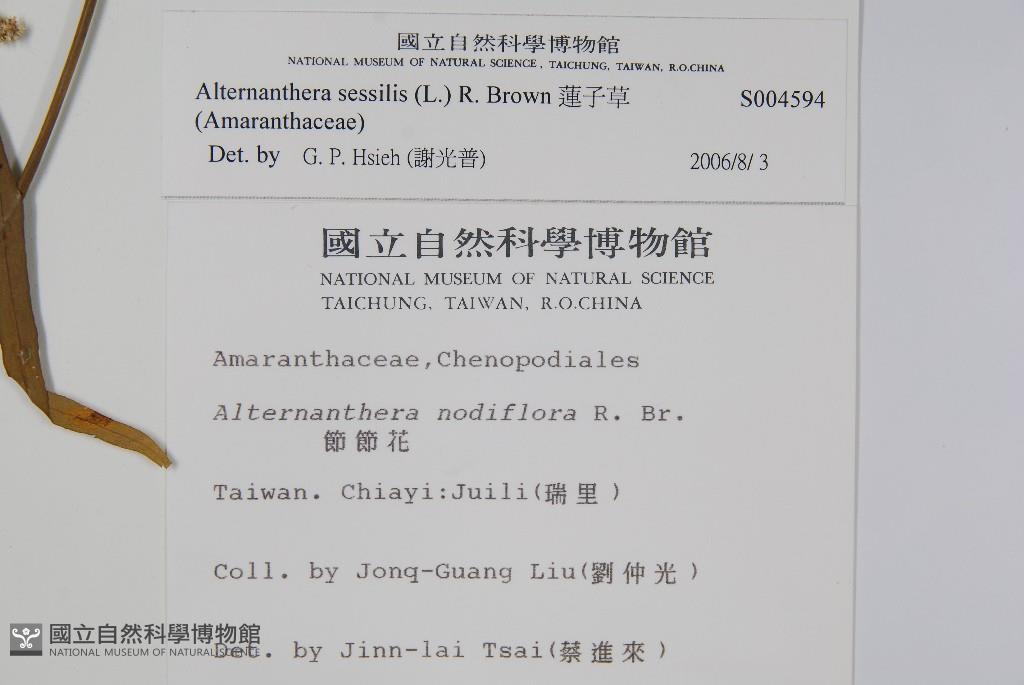 國立自然科學博物館
NATIONAL MUSEUM OF NATURAL SCIENCE, TAICHUNG, TAIWAN, R.O.CHINA
Alternanthera sessilis (L.) R. Brown 蓮子草 S004594
(Amaranthaceae)
Det. by G. P. Hsieh (謝光普) 2006/8/ 3
國立自然科學博物館
NATIONAL MUSEUM OF NATURAL SCIENCE
TAICHUNG, TAIWAN, R.O.CHINA
Amaranthaceae,Chenopodiales
Alternanthera nodiflora R. Br.
節節花
Taiwan. Chiayi:Juili(瑞里)
Coll. by Jonq-Guang Liu(劉仲光)
Det. by Jinn-lai Tsai(蔡進來)
國立自然科學博物館
NATIONAL MUSEUM OF NATURAL SCIENCE